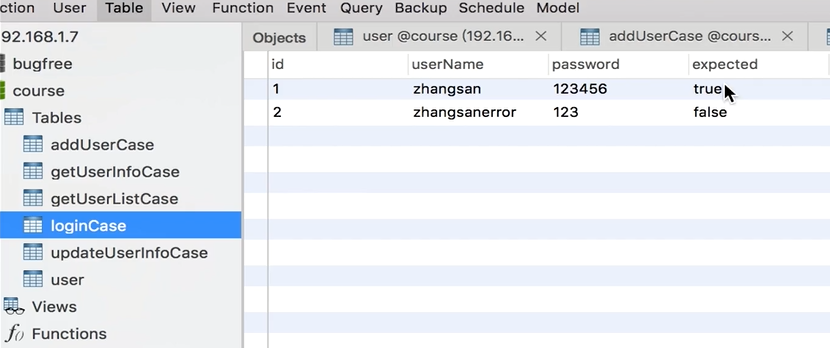 ction User Table View Function Event Query Backup Schedule Model
92.168.1.7
bugfree
course
Tables
addUserCase
getUserInfoCase
getUserListCase
loginCase
updateUserInfoCase
user
Views
Functions
Objects user @course (192.16... addUserCase @cours...
id userName password expected
1 zhangsan 123456 true
2 zhangsanerror 123 false